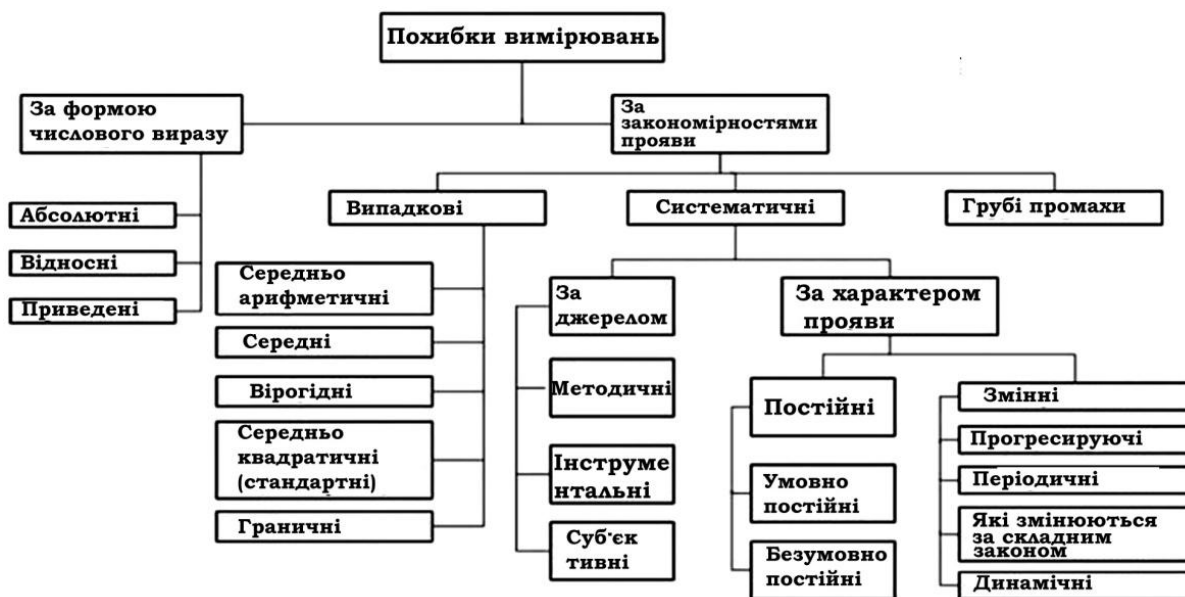 Похибки вимірювань
За формою
числового виразу
За
закономірностями
прояви
Абсолютні
Відносні
Приведені
Випадкові
Систематичні
Грубі промахи
Середньо
арифметичні
Середні
Вірогідні
Середньо
квадратичні
(стандартні)
Граничні
За
джерелом
Методичні
Інструме
нтальні
Суб'єк
тивні
За характером
прояви
Постійні
Умовно
постійні
Безумовно
постійні
Змінні
Прогресируючі
Періодичні
Які змінюються
за складним
законом
Динамічні